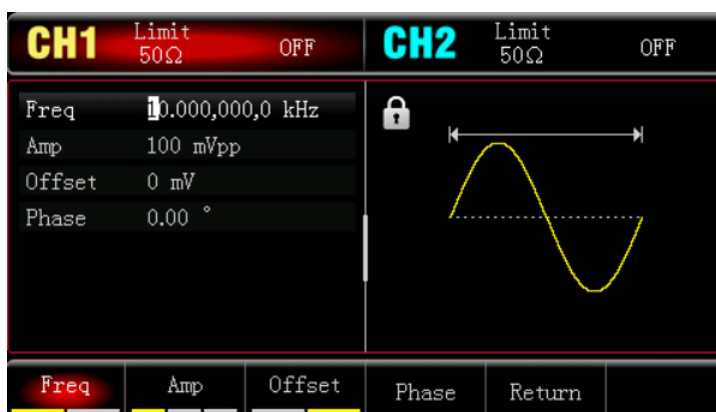 CH1 Limit 50Ω OFF CH2 Limit 50Ω OFF
Freq 10.000,000,0 kHz
Amp 100 mVpp
Offset 0 mV
Phase 0.00 °
Freq Amp Offset Phase Return